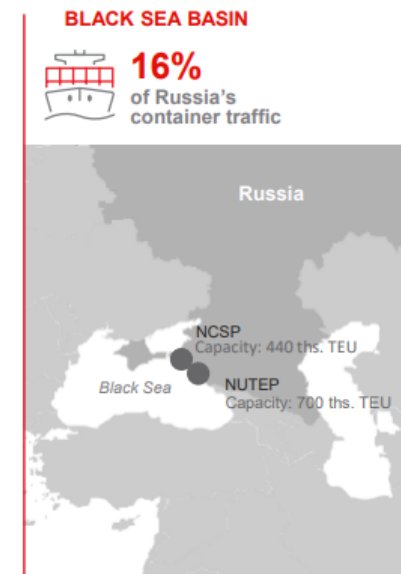 BLACK SEA BASIN
16%
of Russia's
container traffic
Russia
NCSP
Capacity: 440 ths. TEU
Black Sea
NUTEP
Capacity: 700 ths. TEU